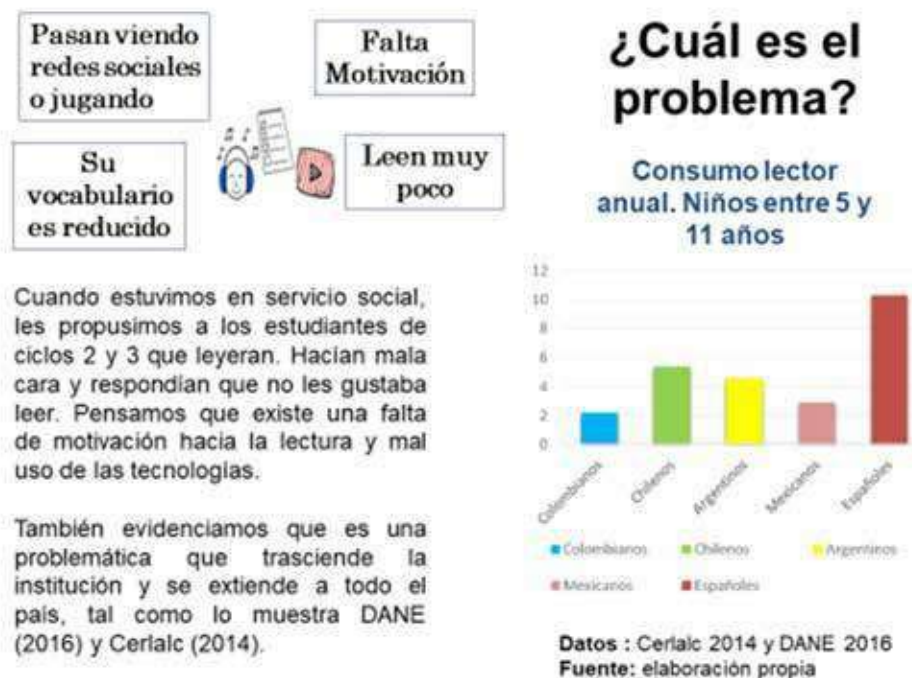 Pasan viendo
redes sociales
o jugando
Falta
Motivación
Su
vocabulario
es reducido
Leen muy
poco
Cuando estuvimos en servicio social,
les propusimos a los estudiantes de
ciclos 2 y 3 que leyeran. Hacían mala
cara y respondían que no les gustaba
leer. Pensamos que existe una falta
de motivación hacia la lectura y mal
uso de las tecnologías.
También evidenciamos que es una
problemática que trasciende la
institución y se extiende a todo el
país, tal como lo muestra DANE
(2016) y Cerlalc (2014).
¿Cuál es el
problema?
Consumo lector
anual. Niños entre 5 y
11 años
12
10
8
6
4
2
0
Colombianos
Chilenos
Argentinos
Mexicanos
Españoles
Colombianos Chilenos Argentinos
Mexicanos Españoles
Datos : Cerlalc 2014 y DANE 2016
Fuente: elaboración propia